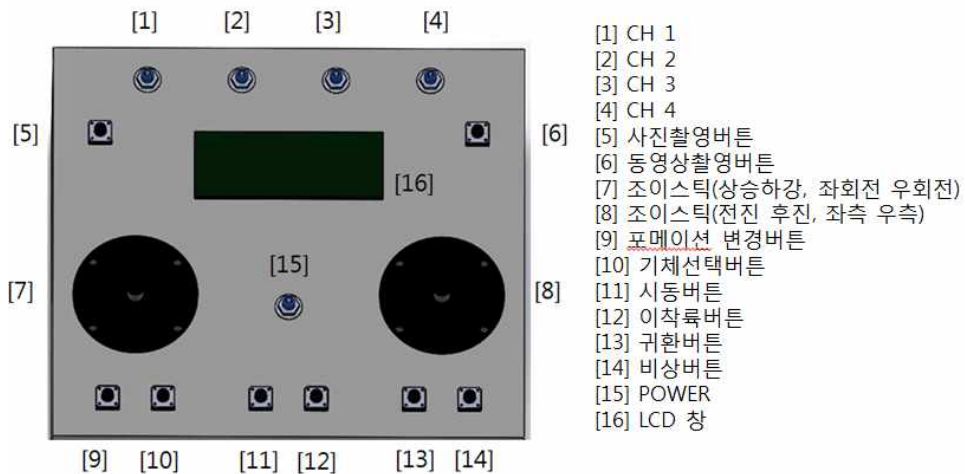 [1] [2] [3] [4]
[5] [6]
[16]
[15]
[7] [8]
[9] [10] [11] [12] [13] [14]
[1] CH 1
[2] CH 2
[3] CH 3
[4] CH 4
[5] 사진촬영버튼
[6] 동영상촬영버튼
[7] 조이스틱(상승하강, 좌회전 우회전)
[8] 조이스틱(전진 후진, 좌측 우측)
[9] 포메이션 변경버튼
[10] 기체선택버튼
[11] 시동버튼
[12] 이착륙버튼
[13] 귀환버튼
[14] 비상버튼
[15] POWER
[16] LCD 창